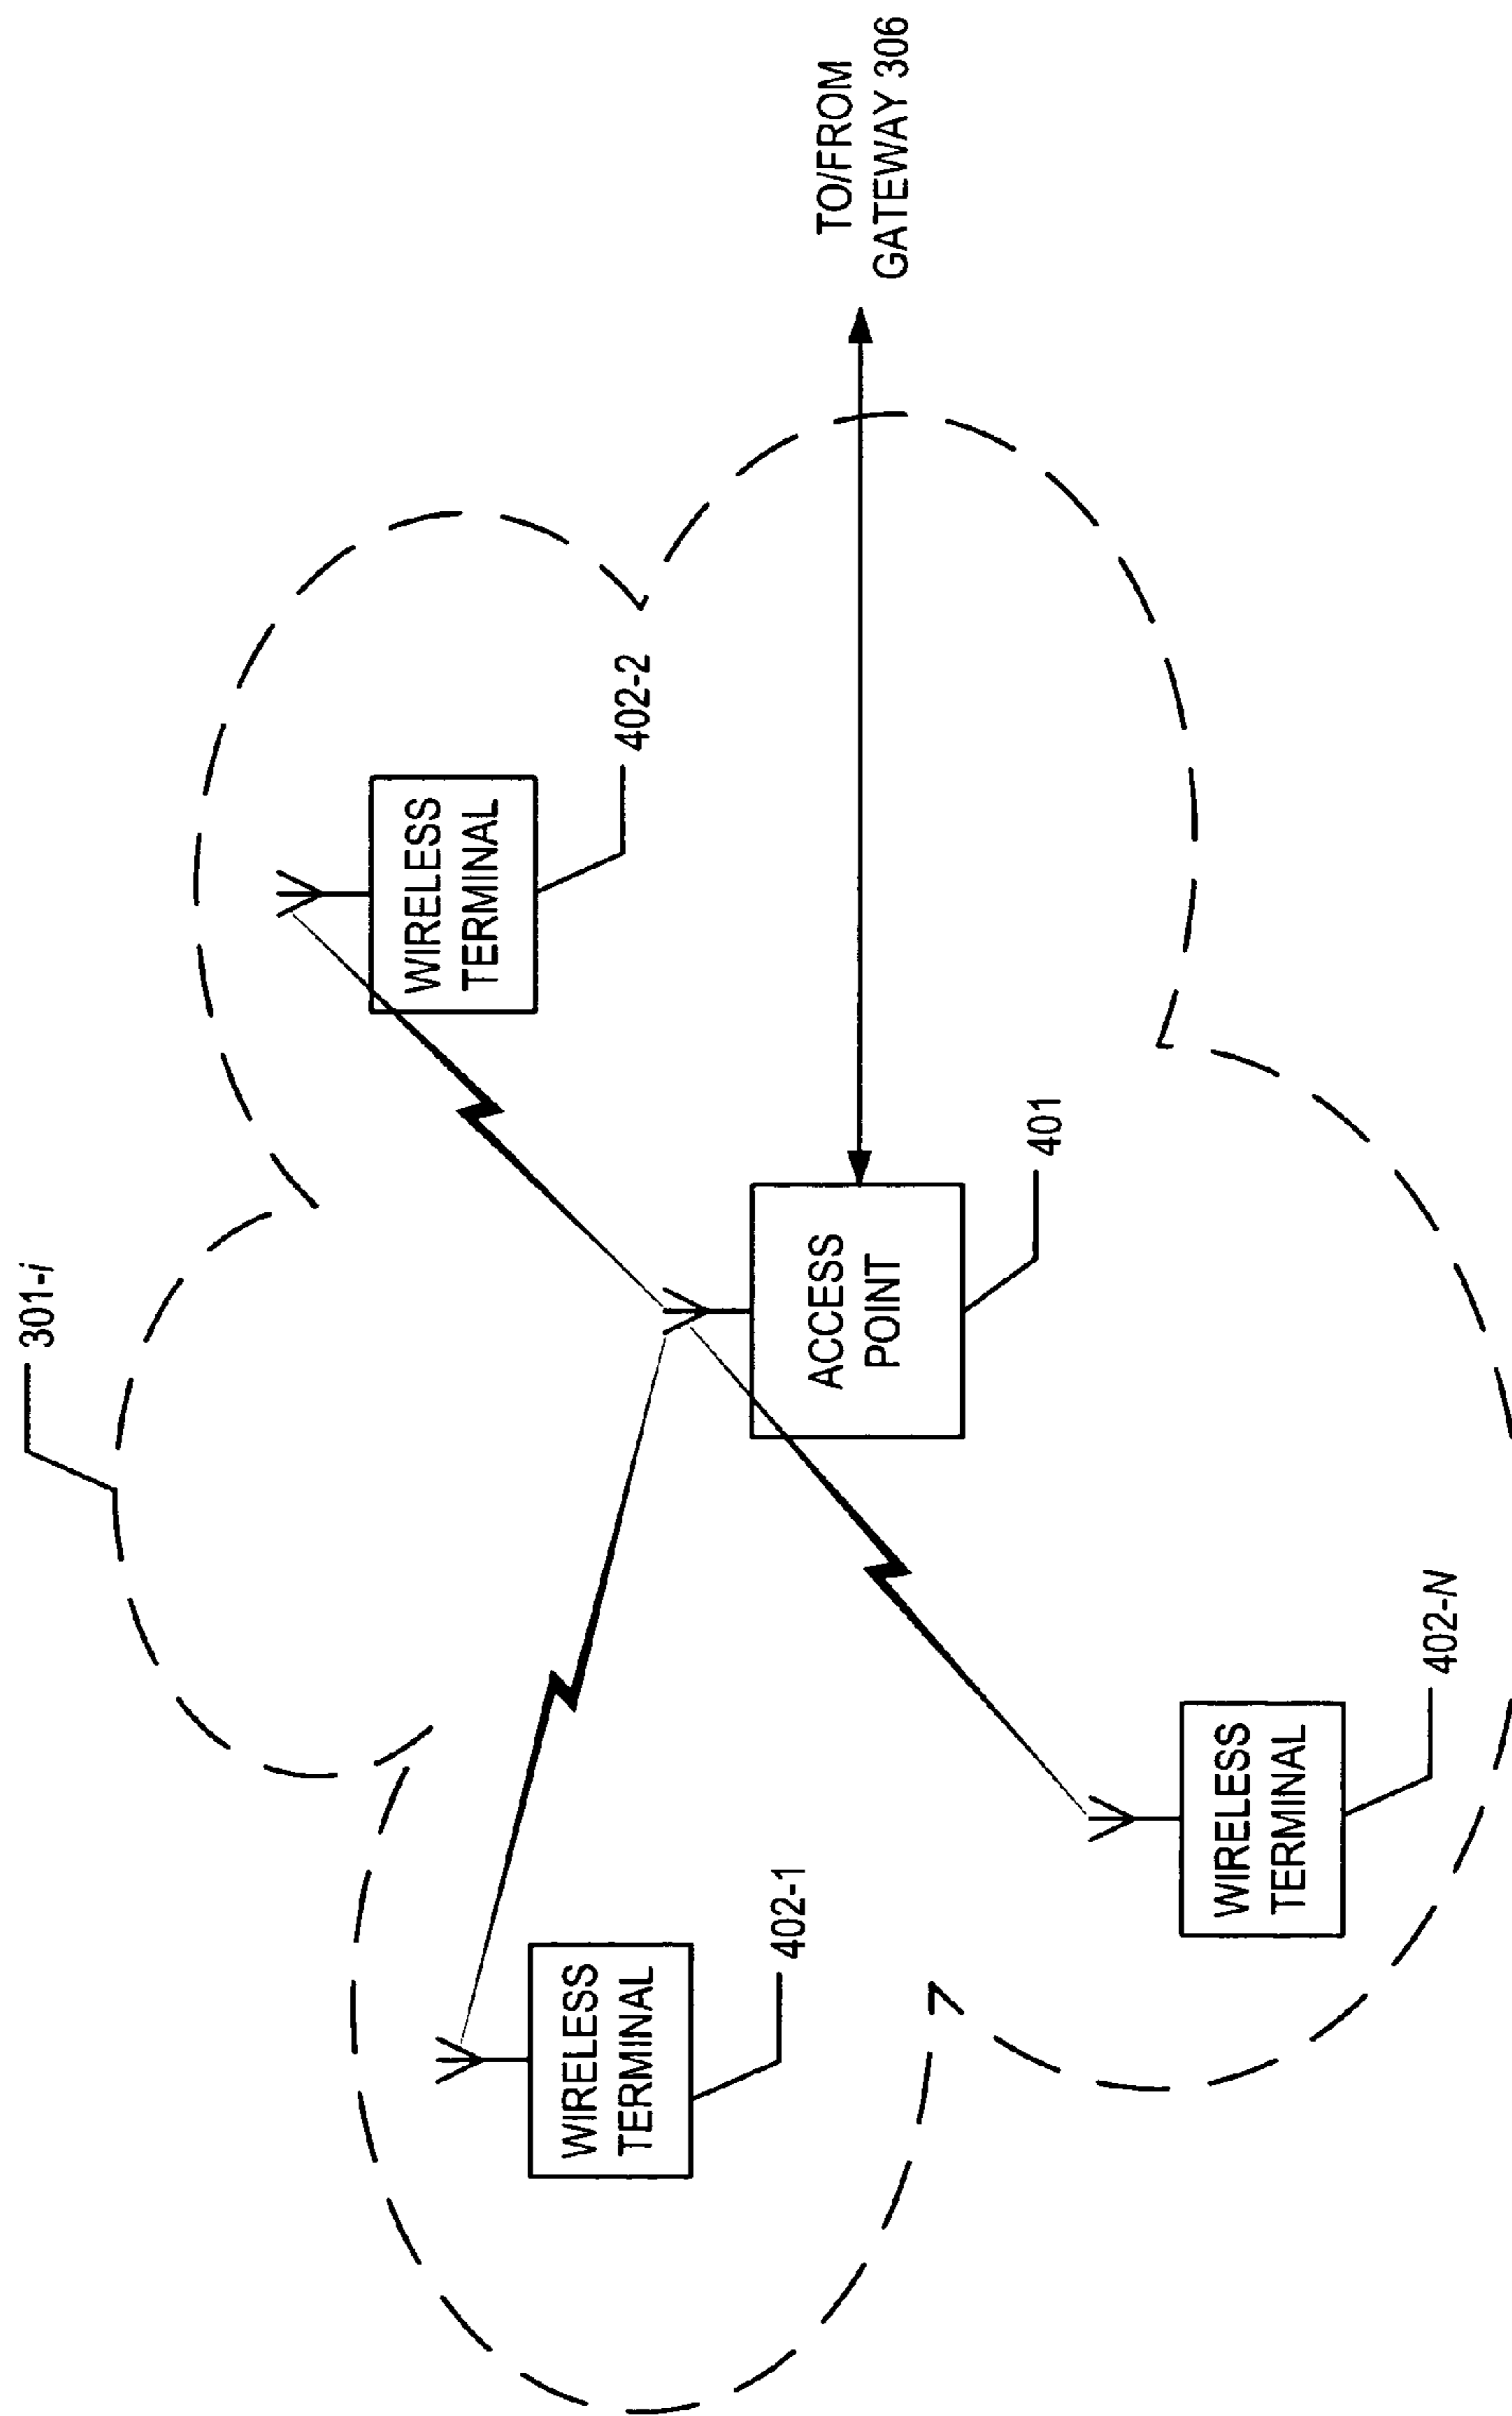 301-i
WIRELESS
TERMINAL
402-2
TO/FROM
GATEWAY 306
WIRELESS
TERMINAL
402-1
ACCESS
POINT
401
WIRELESS
TERMINAL
402-N